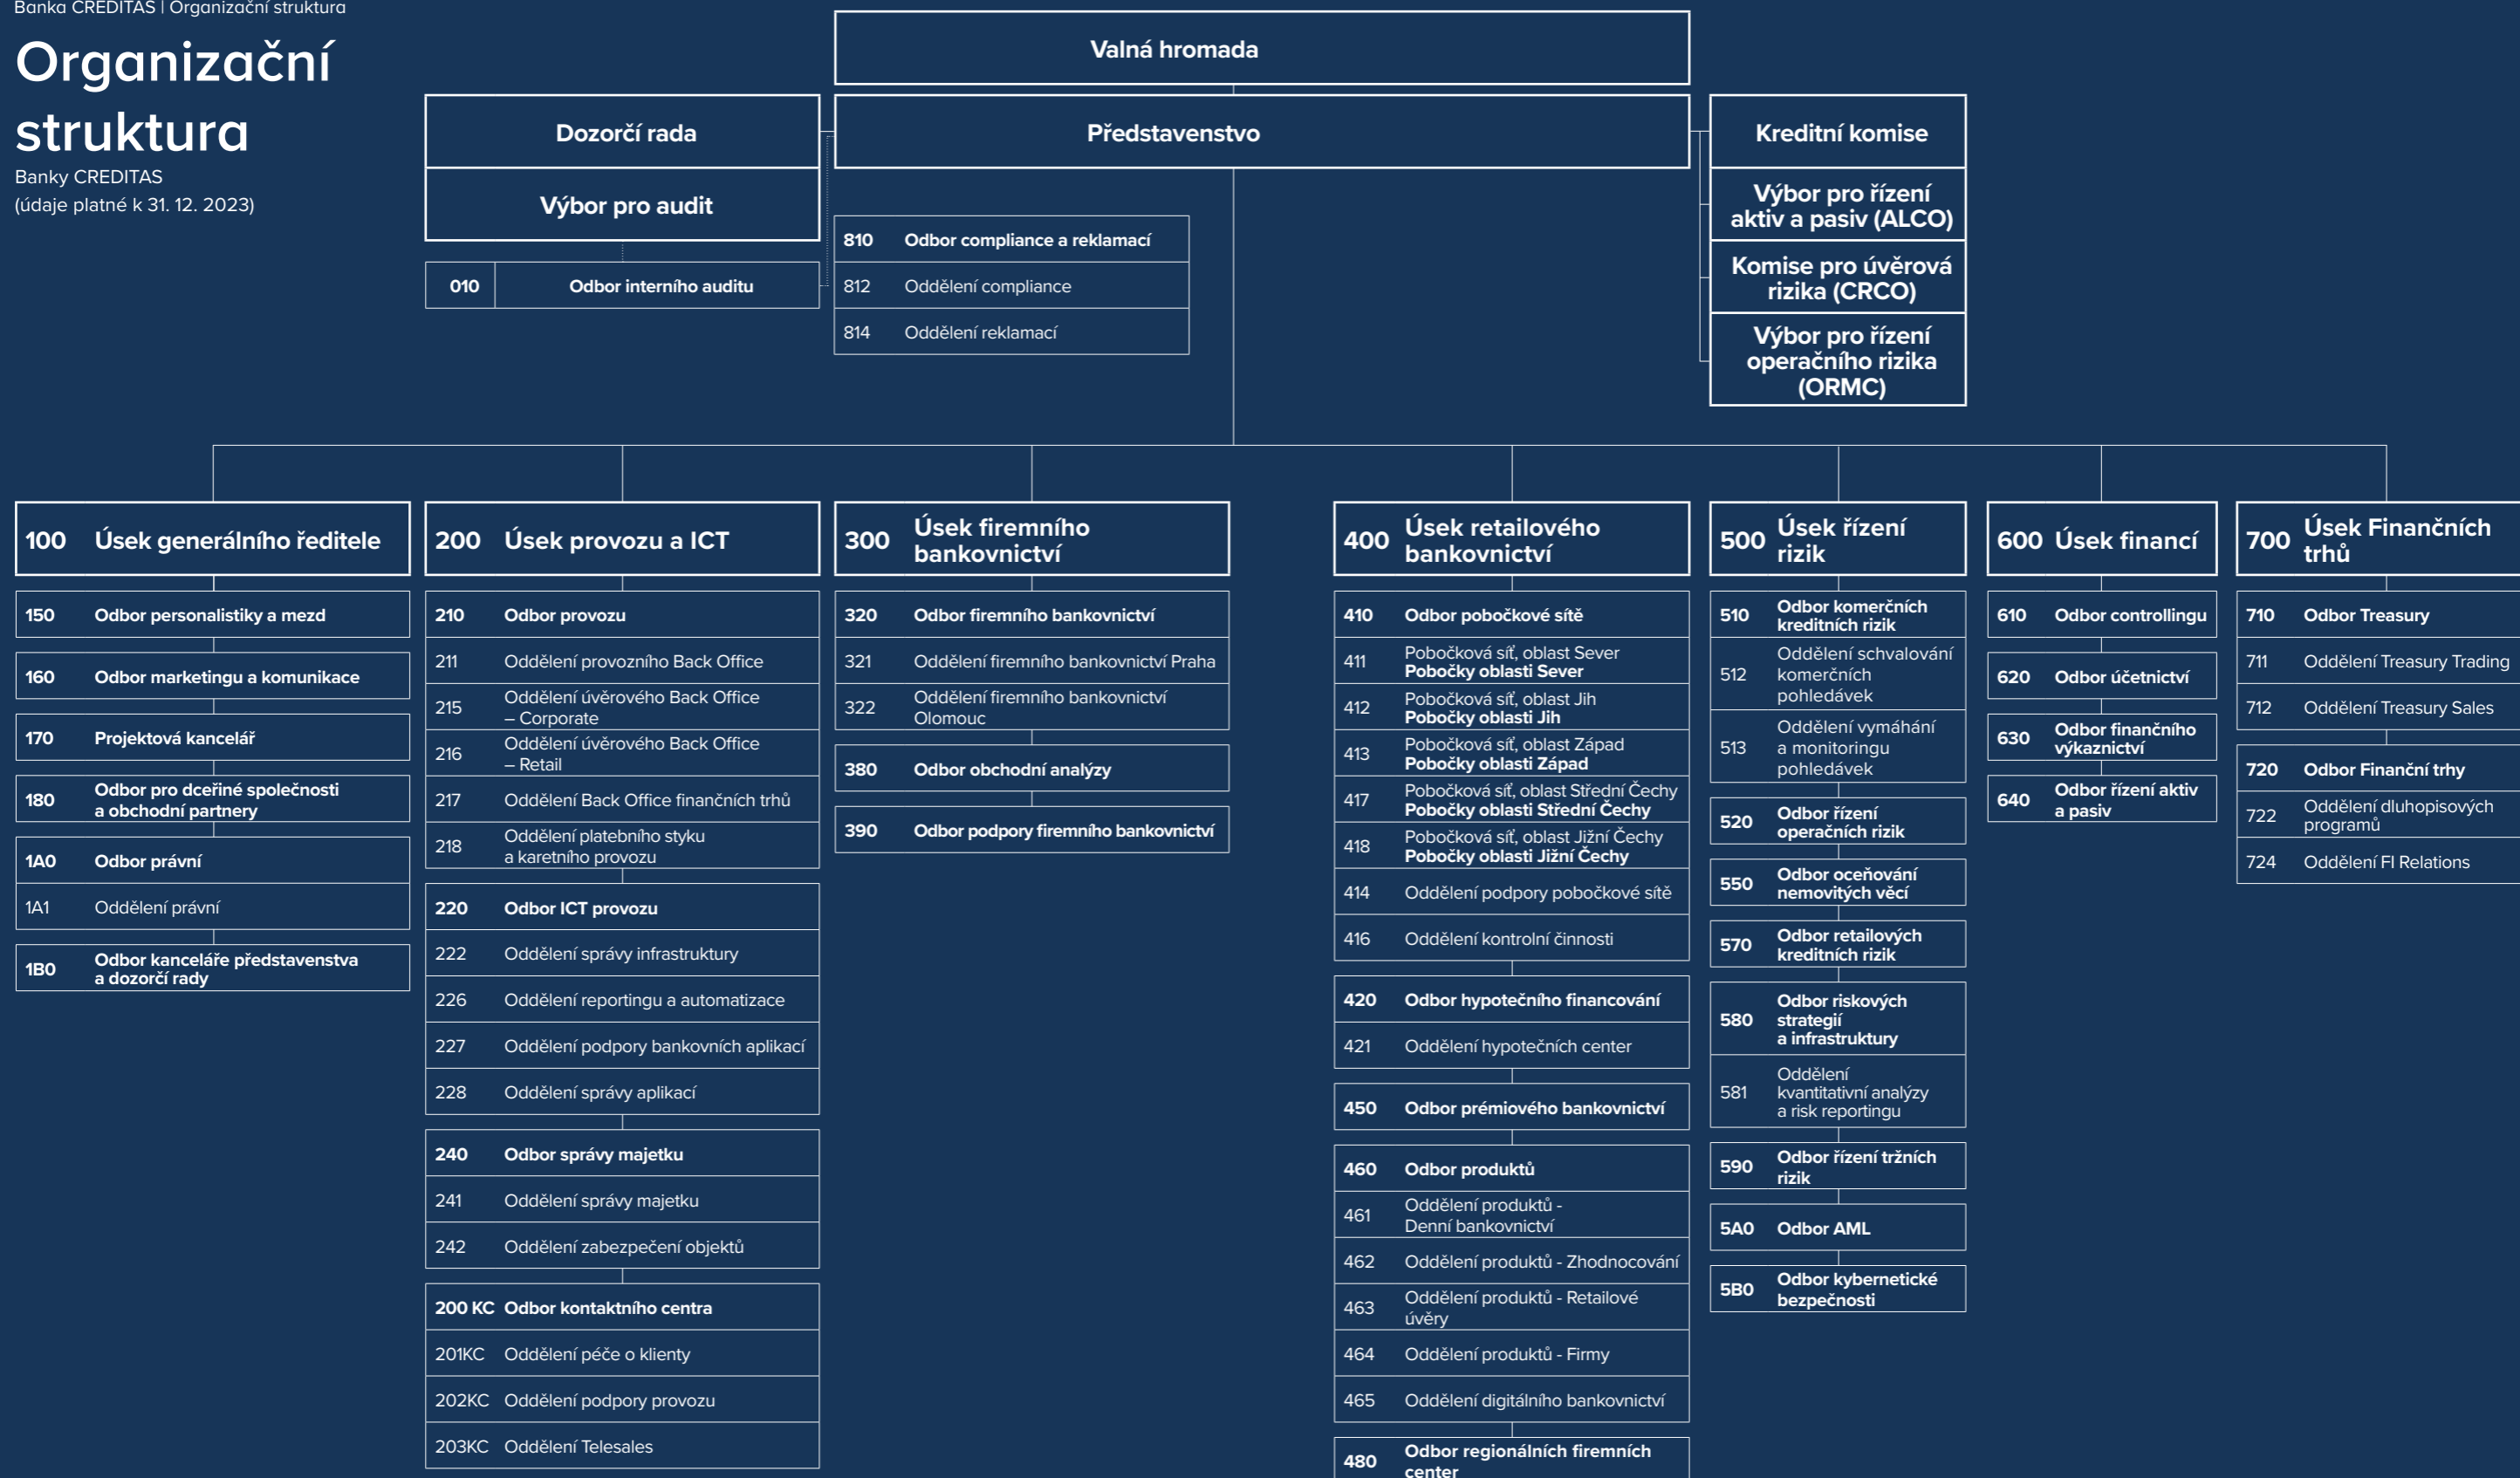 Banka CREDITAS | Organizační struktura
Organizační
struktura
Banky CREDITAS
(údaje platné k 31. 12. 2023)
Valná hromada
Dozorčí rada
Výbor pro audit
010 Odbor interního auditu
Představenstvo
810 Odbor compliance a reklamací
812 Oddělení compliance
814 Oddělení reklamací
Kreditní komise
Výbor pro řízení
aktiv a pasiv (ALCO)
Komise pro úvěrová
rizika (CRCO)
Výbor pro řízení
operačního rizika
(ORMC)
100 Úsek generálního ředitele
150 Odbor personalistiky a mezd
160 Odbor marketingu a komunikace
170 Projektová kancelář
180 Odbor pro dceřiné společnosti
a obchodní partnery
1A0 Odbor právní
1A1 Oddělení právní
1B0 Odbor kanceláře představenstva
a dozorčí rady
200 Úsek provozu a ICT
210 Odbor provozu
211 Oddělení provozního Back Office
215 Oddělení úvěrového Back Office
– Corporate
216 Oddělení úvěrového Back Office
– Retail
217 Oddělení Back Office finančních trhů
218 Oddělení platebního styku
a karetního provozu
220 Odbor ICT provozu
222 Oddělení správy infrastruktury
226 Oddělení reportingu a automatizace
227 Oddělení podpory bankovních aplikací
228 Oddělení správy aplikací
240 Odbor správy majetku
241 Oddělení správy majetku
242 Oddělení zabezpečení objektů
200 KC Odbor kontaktního centra
201KC Oddělení péče o klienty
202KC Oddělení podpory provozu
203KC Oddělení Telesales
300 Úsek firemního
bankovnictví
320 Odbor firemního bankovnictví
321 Oddělení firemního bankovnictví Praha
322 Oddělení firemního bankovnictví
Olomouc
380 Odbor obchodní analýzy
390 Odbor podpory firemního bankovnictví
400 Úsek retailového
bankovnictví
410 Odbor pobočkové sítě
411 Pobočková síť, oblast Sever
Pobočky oblasti Sever
412 Pobočková síť, oblast Jih
Pobočky oblasti Jih
413 Pobočková síť, oblast Západ
Pobočky oblasti Západ
417 Pobočková síť, oblast Střední Čechy
Pobočky oblasti Střední Čechy
418 Pobočková síť, oblast Jižní Čechy
Pobočky oblasti Jižní Čechy
414 Oddělení podpory pobočkové sítě
416 Oddělení kontrolní činnosti
420 Odbor hypotečního financování
421 Oddělení hypotečních center
450 Odbor prémiového bankovnictví
460 Odbor produktů
461 Oddělení produktů -
Denní bankovnictví
462 Oddělení produktů - Zhodnocování
463 Oddělení produktů - Retailové
úvěry
464 Oddělení produktů - Firmy
465 Oddělení digitálního bankovnictví
480 Odbor regionálních firemních
center
500 Úsek řízení
rizik
510 Odbor komerčních
kreditních rizik
512 Oddělení schvalování
komerčních
pohledávek
513 Oddělení vymáhání
a monitoringu
pohledávek
520 Odbor řízení
operačních rizik
550 Odbor oceňování
nemovitých věcí
570 Odbor retailových
kreditních rizik
580 Odbor riskových
strategií
a infrastruktury
581 Oddělení
kvantitativní analýzy
a risk reportingu
590 Odbor řízení tržních
rizik
5A0 Odbor AML
5B0 Odbor kybernetické
bezpečnosti
600 Úsek financí
610 Odbor controllingu
620 Odbor účetnictví
630 Odbor finančního
výkaznictví
640 Odbor řízení aktiv
a pasiv
700 Úsek Finančních
trhů
710 Odbor Treasury
711 Oddělení Treasury Trading
712 Oddělení Treasury Sales
720 Odbor Finanční trhy
722 Oddělení dluhopisových
programů
724 Oddělení FI Relations